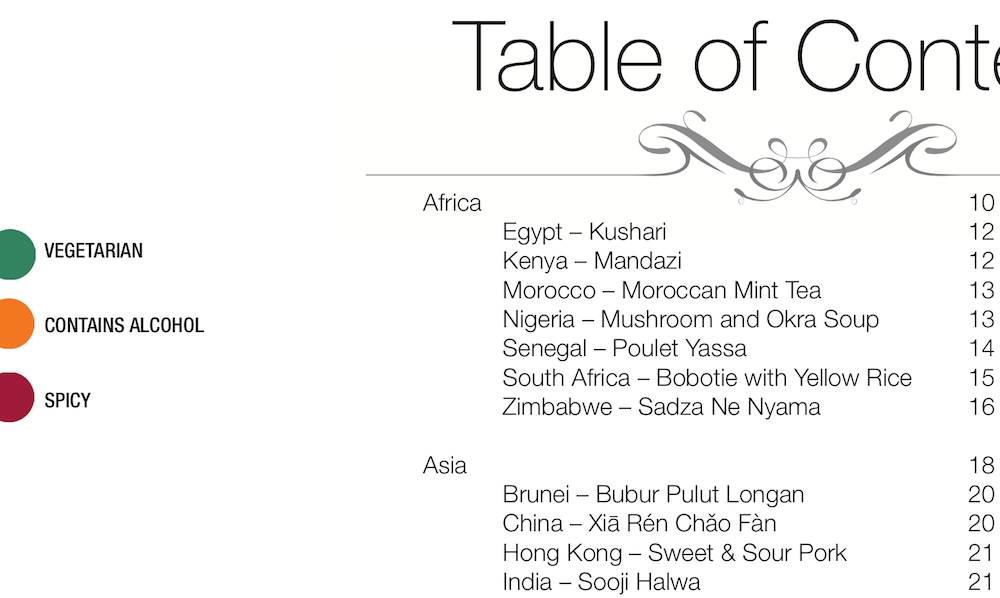 Table of Conte
Africa 10
Egypt – Kushari 12
Kenya – Mandazi 12
Morocco – Moroccan Mint Tea 13
Nigeria – Mushroom and Okra Soup 13
Senegal – Poulet Yassa 14
South Africa – Bobotie with Yellow Rice 15
Zimbabwe – Sadza Ne Nyama 16
Asia 18
Brunei – Bubur Pulut Longan 20
China – Xiā Rén Chǎo Fàn 20
Hong Kong – Sweet & Sour Pork 21
India – Sooji Halwa 21
VEGETARIAN
CONTAINS ALCOHOL
SPICY